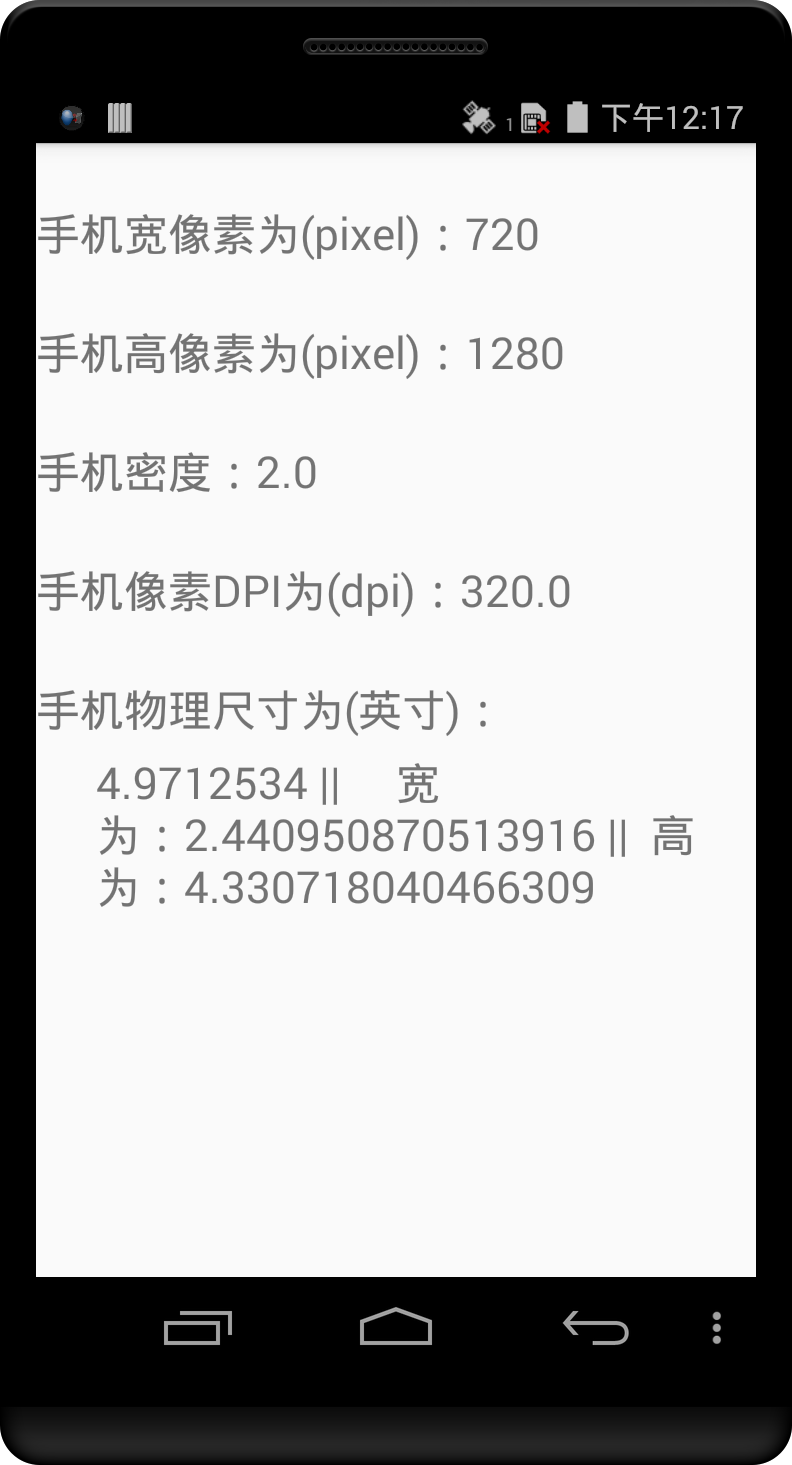 1 下午12:17
手机宽像素为(pixel)：720
手机高像素为(pixel)：1280
手机密度：2.0
手机像素DPI为(dpi)：320.0
手机物理尺寸为(英寸)：
4.9712534 || 宽
为：2.440950870513916 || 高
为：4.330718040466309